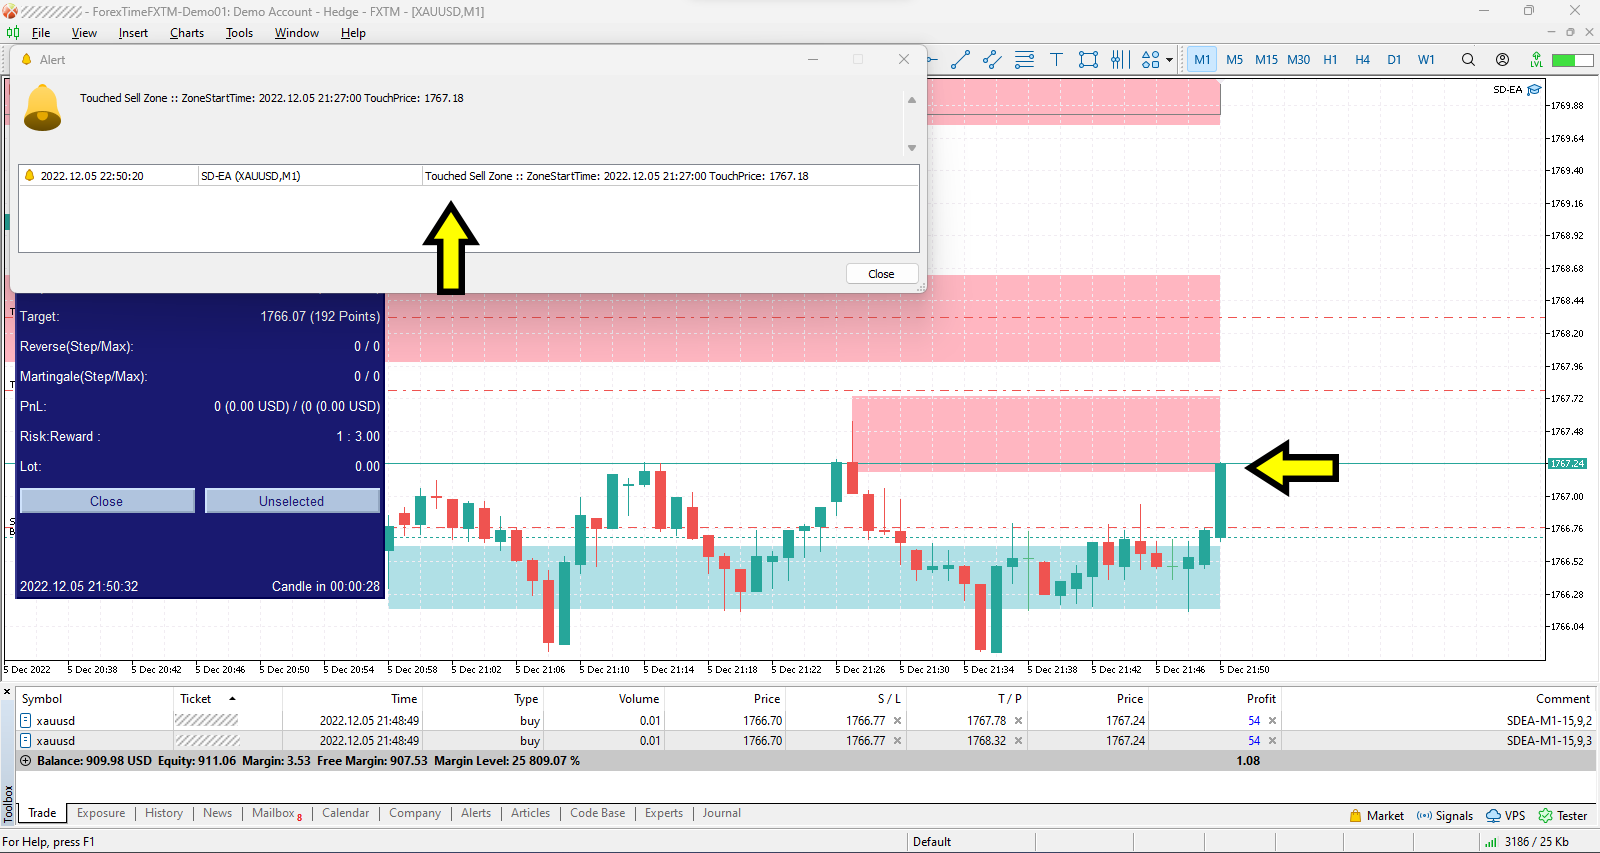 - ForexTimeFXTM-Demo01: Demo Account - Hedge - FXTM - [XAUUSD,M1]
File View Insert Charts Tools Window Help
Alert
M1 M5 M15 M30 H1 H4 D1 W1 LVL
Touched Sell Zone :: ZoneStartTime: 2022.12.05 21:27:00 TouchPrice: 1767.18
2022.12.05 22:50:20 SD-EA (XAUUSD,M1) Touched Sell Zone :: ZoneStartTime: 2022.12.05 21:27:00 TouchPrice: 1767.18
Close
SD-EA
1769.88
1769.64
1769.40
1769.16
1768.92
1768.68
1768.44
1768.20
1767.96
1767.72
1767.48
1767.24
1767.00
1766.76
1766.52
1766.28
1766.04
Target: 1766.07 (192 Points)
Reverse(Step/Max): 0 / 0
Martingale(Step/Max): 0 / 0
PnL: 0 (0.00 USD) / (0 (0.00 USD)
Risk:Reward : 1 : 3.00
Lot: 0.00
Close Unselected
2022.12.05 21:50:32 Candle in 00:00:28
5 Dec 2022 5 Dec 20:38 5 Dec 20:42 5 Dec 20:46 5 Dec 20:50 5 Dec 20:54 5 Dec 20:58 5 Dec 21:02 5 Dec 21:06 5 Dec 21:10 5 Dec 21:14 5 Dec 21:18 5 Dec 21:22 5 Dec 21:26 5 Dec 21:30 5 Dec 21:34 5 Dec 21:38 5 Dec 21:42 5 Dec 21:46 5 Dec 21:50
Symbol Ticket Time Type Volume Price S / L T / P Price Profit Comment
xauusd 2022.12.05 21:48:49 buy 0.01 1766.70 1766.77 1767.78 1767.24 54 SDEA-M1-15,9,2
xauusd 2022.12.05 21:48:49 buy 0.01 1766.70 1766.77 1768.32 1767.24 54 SDEA-M1-15,9,3
Balance: 909.98 USD Equity: 911.06 Margin: 3.53 Free Margin: 907.53 Margin Level: 25 809.07 % 1.08
Toolbox
Trade Exposure History News Mailbox 8 Calendar Company Alerts Articles Code Base Experts Journal
Market Signals VPS Tester
For Help, press F1 Default 3186 / 25 Kb